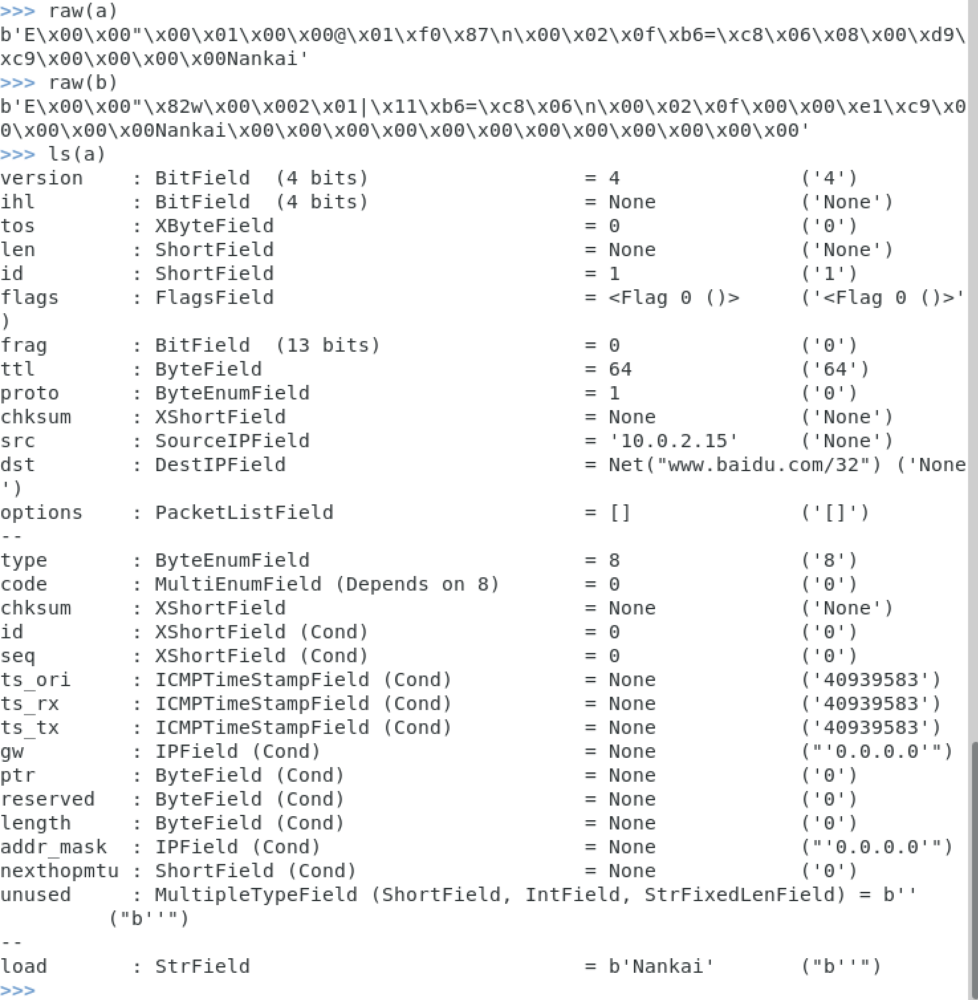 >>> raw(a)
b'E\x00\x00"\x00\x01\x00\x00@\x01\xf0\x87\n\x00\x02\x0f\xb6=\xc8\x06\x08\x00\xd9\
xc9\x00\x00\x00\x00Nankai'
>>> raw(b)
b'E\x00\x00"\x82w\x00\x002\x01|\x11\xb6=\xc8\x06\n\x00\x02\x0f\x00\x00\xe1\xc9\x0
0\x00\x00\x00Nankai\x00\x00\x00\x00\x00\x00\x00\x00\x00\x00\x00\x00'
>>> ls(a)
version    : BitField  (4 bits)                  = 4               ('4')
ihl        : BitField  (4 bits)                  = None            ('None')
tos        : XByteField                          = 0               ('0')
len        : ShortField                          = None            ('None')
id         : ShortField                          = 1               ('1')
flags      : FlagsField                          = <Flag 0 ()>     ('<Flag 0 ()>'
)
frag       : BitField  (13 bits)                 = 0               ('0')
ttl        : ByteField                           = 64              ('64')
proto      : ByteEnumField                       = 1               ('0')
chksum     : XShortField                         = None            ('None')
src        : SourceIPField                       = '10.0.2.15'     ('None')
dst        : DestIPField                         = Net("www.baidu.com/32") ('None
')
options    : PacketListField                     = []              ('[]')
--
type       : ByteEnumField                       = 8               ('8')
code       : MultiEnumField (Depends on 8)       = 0               ('0')
chksum     : XShortField                         = None            ('None')
id         : XShortField (Cond)                  = 0               ('0')
seq        : XShortField (Cond)                  = 0               ('0')
ts_ori     : ICMPTimeStampField (Cond)           = None            ('40939583')
ts_rx      : ICMPTimeStampField (Cond)           = None            ('40939583')
ts_tx      : ICMPTimeStampField (Cond)           = None            ('40939583')
gw         : IPField (Cond)                      = None            ("'0.0.0.0'")
ptr        : ByteField (Cond)                    = None            ('0')
reserved   : ByteField (Cond)                    = None            ('0')
length     : ByteField (Cond)                    = None            ('0')
addr_mask  : IPField (Cond)                      = None            ("'0.0.0.0'")
nexthopmtu : ShortField (Cond)                   = None            ('0')
unused     : MultipleTypeField (ShortField, IntField, StrFixedLenField) = b''
         ("b''")
--
load       : StrField                            = b'Nankai'       ("b''")
>>>